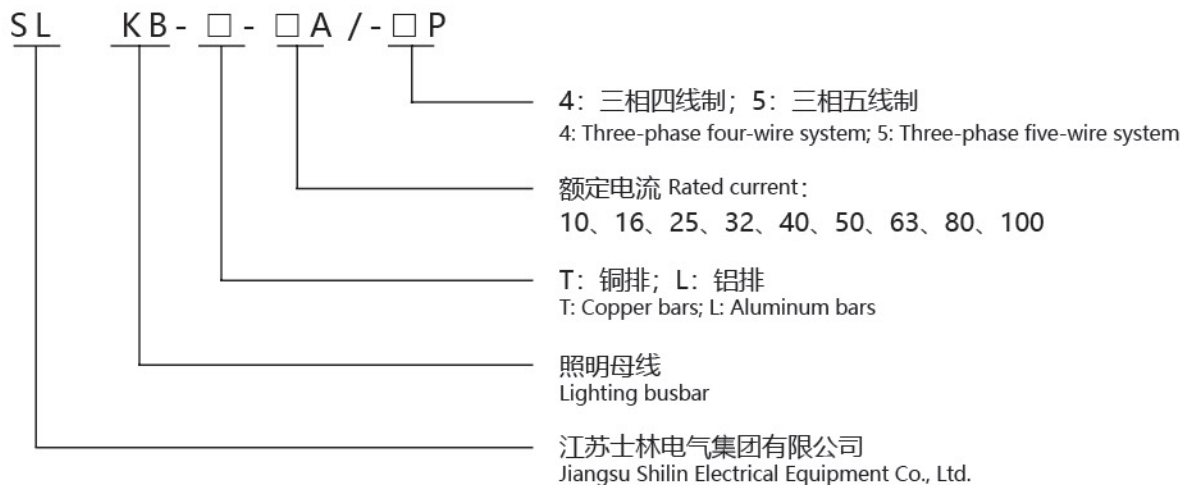 SL KB-□-□A/-□P
4：三相四线制；5：三相五线制
4: Three-phase four-wire system; 5: Three-phase five-wire system
额定电流 Rated current：
10、16、25、32、40、50、63、80、100
T：铜排；L：铝排
T: Copper bars; L: Aluminum bars
照明母线
Lighting busbar
江苏士林电气集团有限公司
Jiangsu Shilin Electrical Equipment Co., Ltd.